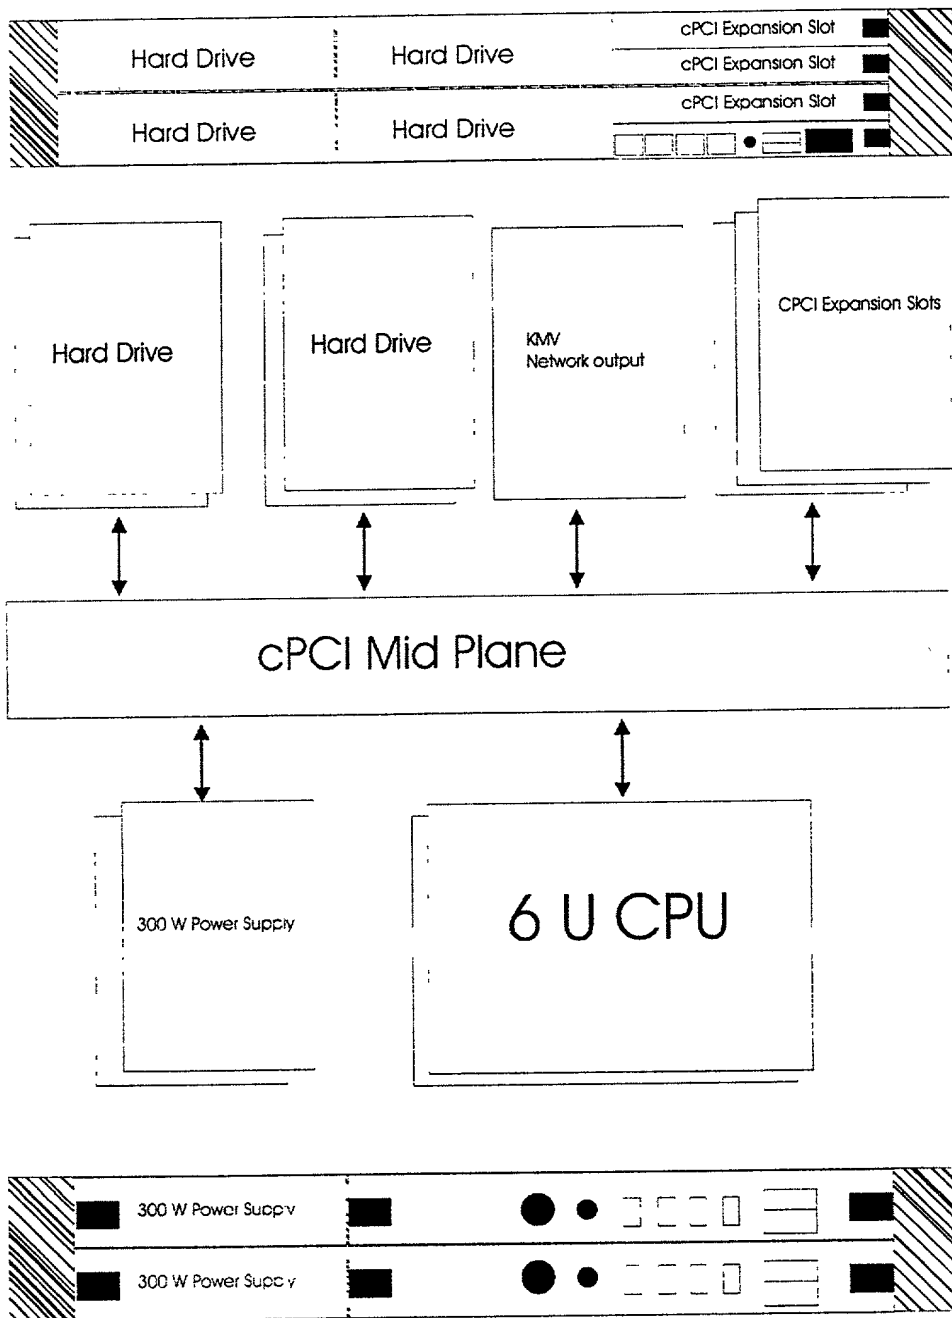 Hard Drive Hard Drive cPCI Expansion Slot
cPCI Expansion Slot
cPCI Expansion Slot
Hard Drive Hard Drive
Hard Drive
Hard Drive
KMV
Network output
CPCI Expansion Slots
cPCI Mid Plane
300 W Power Supply
6 U CPU
300 W Power Supply
300 W Power Supply